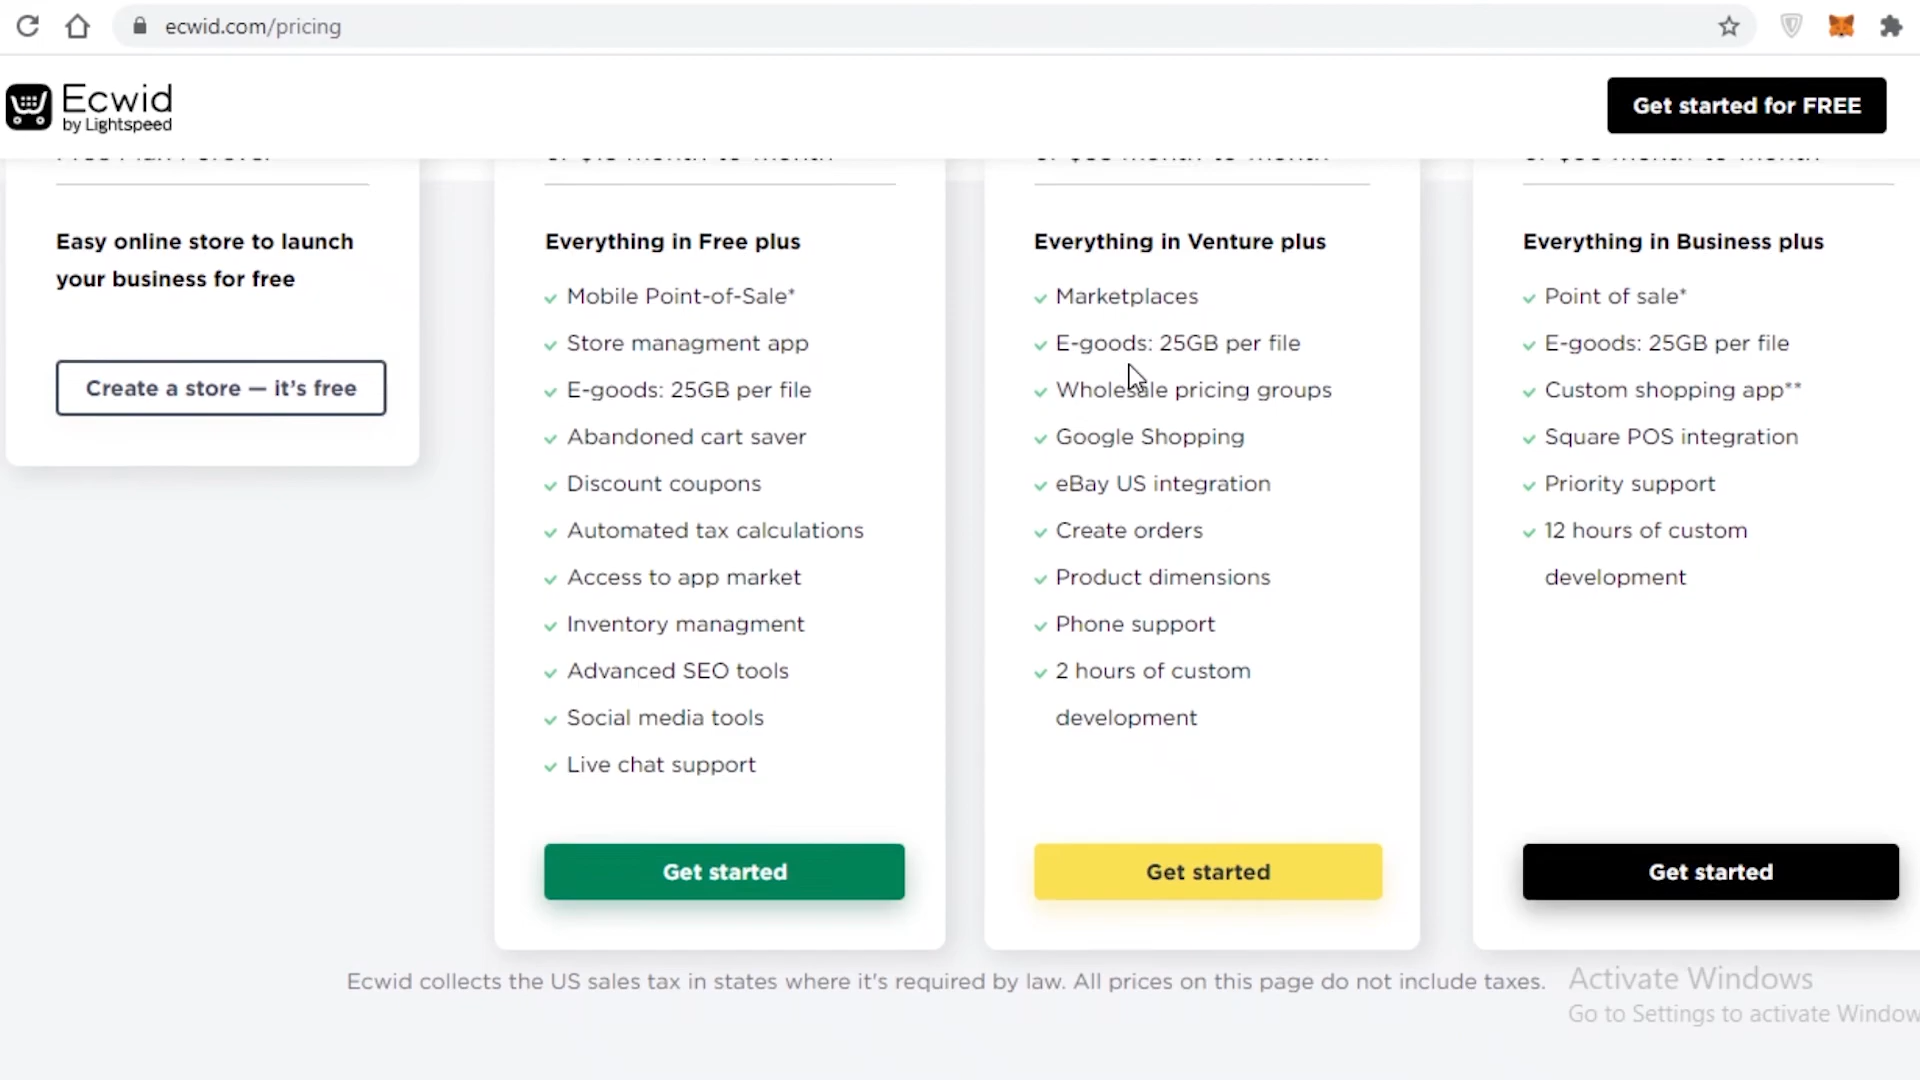 ecwid.com/pricing
Ecwid
by Lightspeed
Get started for FREE
Easy online store to launch
your business for free
Create a store — it's free
Everything in Free plus
Mobile Point-of-Sale*
Store managment app
E-goods: 25GB per file
Abandoned cart saver
Discount coupons
Automated tax calculations
Access to app market
Inventory managment
Advanced SEO tools
Social media tools
Live chat support
Get started
Everything in Venture plus
Marketplaces
E-goods: 25GB per file
Wholesale pricing groups
Google Shopping
eBay US integration
Create orders
Product dimensions
Phone support
2 hours of custom
development
Get started
Everything in Business plus
Point of sale*
E-goods: 25GB per file
Custom shopping app**
Square POS integration
Priority support
12 hours of custom
development
Get started
Ecwid collects the US sales tax in states where it's required by law. All prices on this page do not include taxes.
Activate Windows
Go to Settings to activate Window